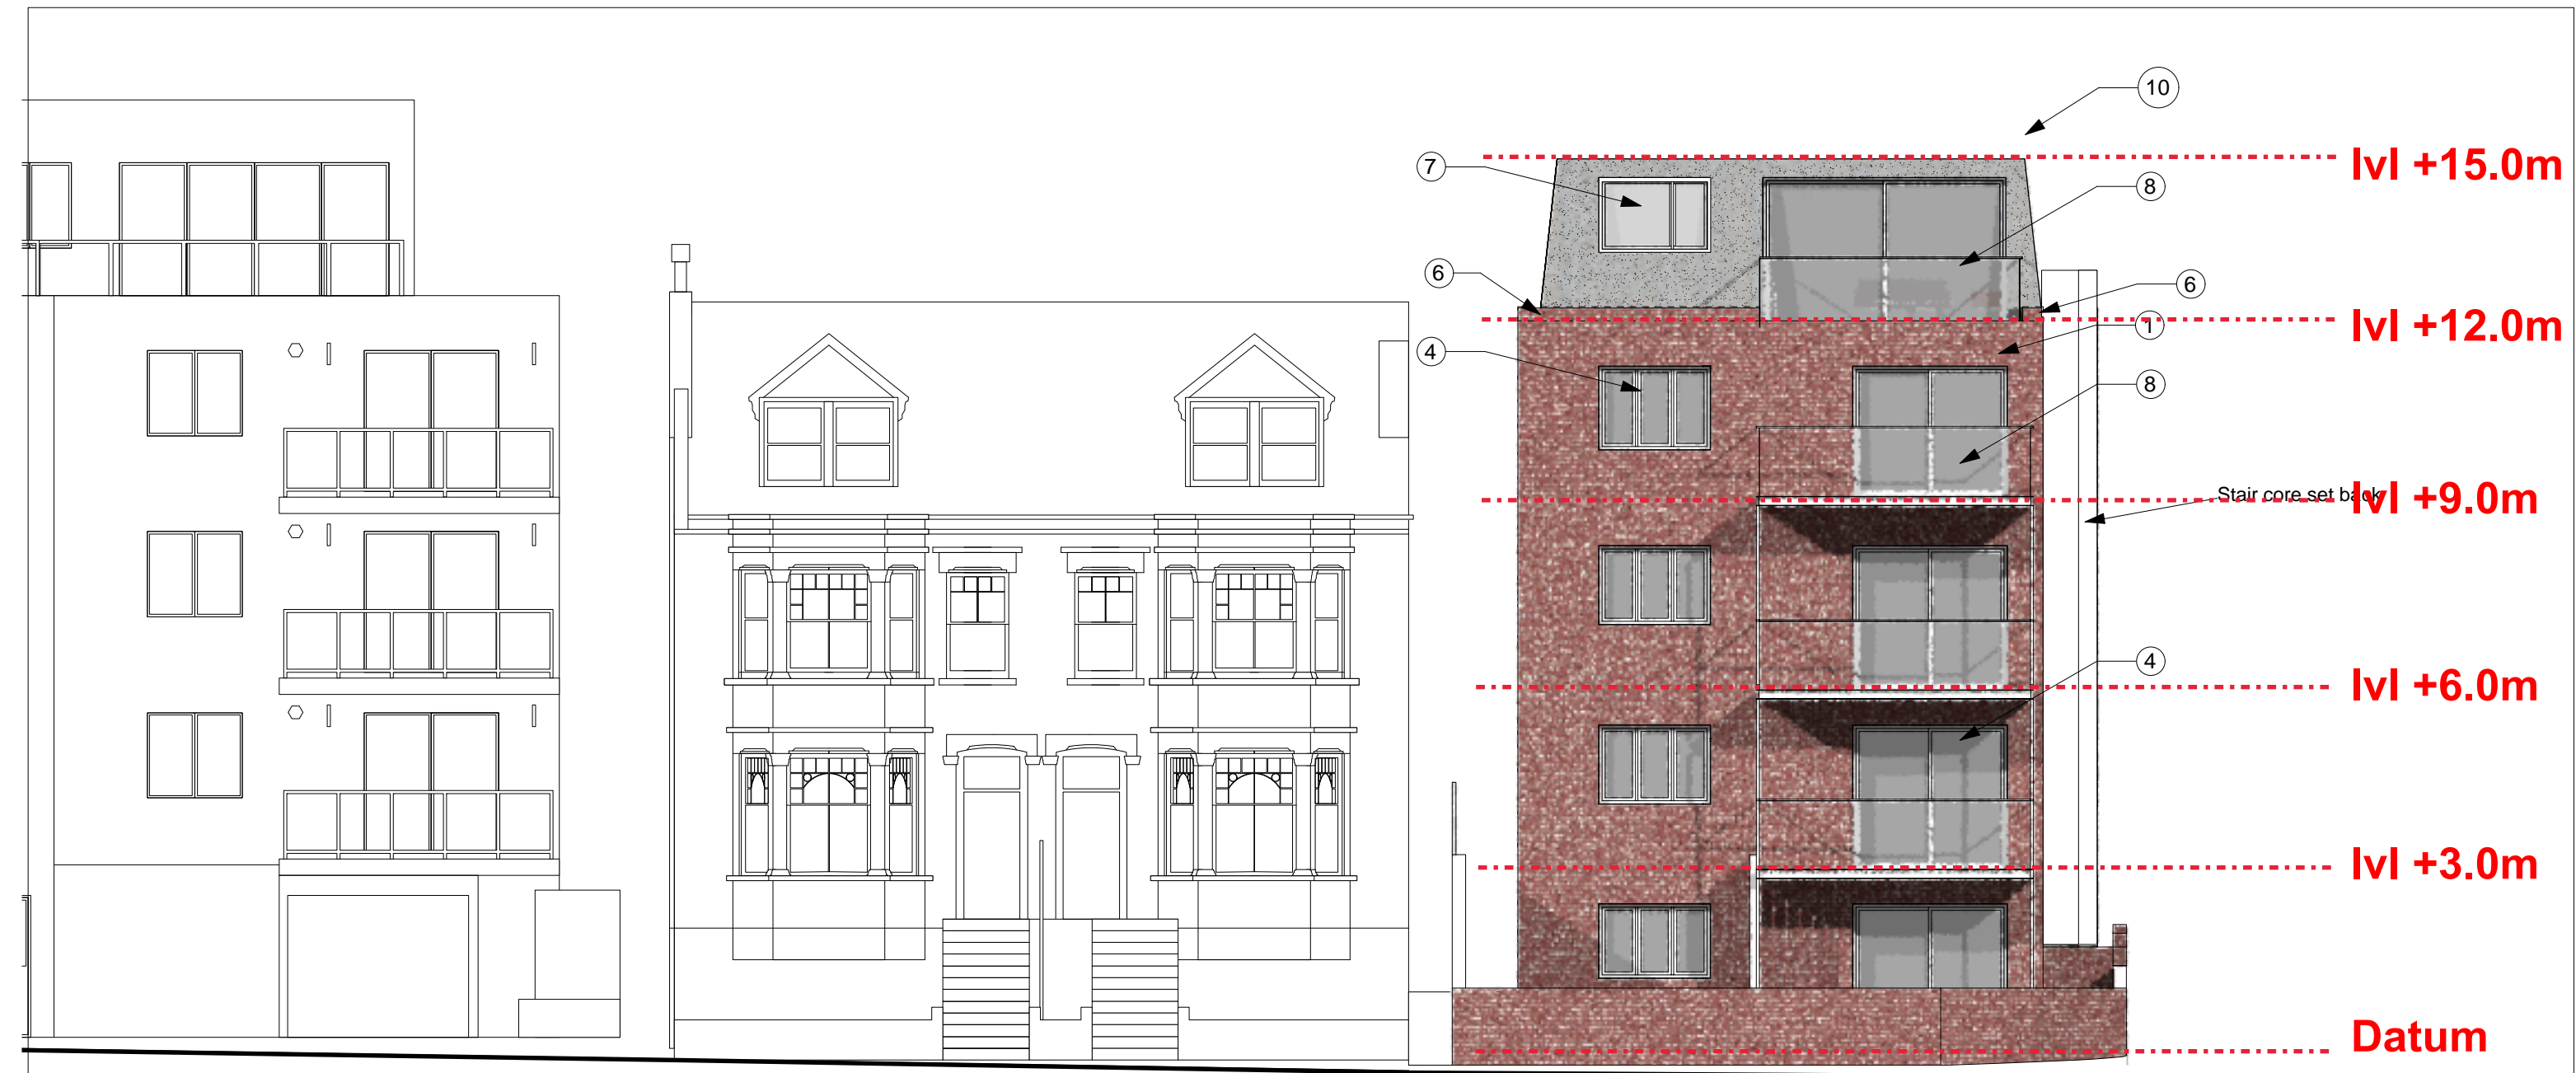 10
7
lvl +15.0m
8
6
6
lvl +12.0m
1
4
8
Stair core set back
lvl +9.0m
4
lvl +6.0m
lvl +3.0m
Datum